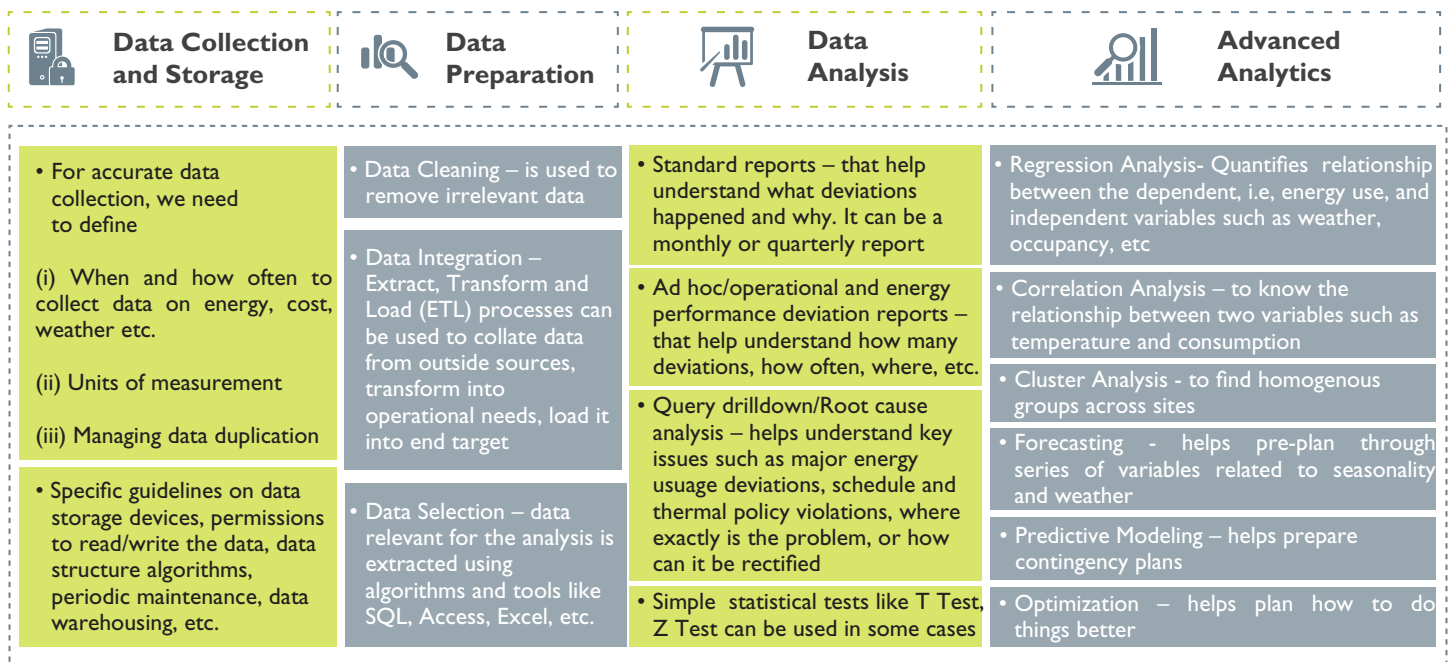 Data Collection
and Storage
Data
Preparation
Data
Analysis
Advanced
Analytics
• For accurate data
collection, we need
to define
(i) When and how often to
collect data on energy, cost,
weather etc.
(ii) Units of measurement
(iii) Managing data duplication
• Specific guidelines on data
storage devices, permissions
to read/write the data, data
structure algorithms,
periodic maintenance, data
warehousing, etc.
• Data Cleaning – is used to
remove irrelevant data
• Data Integration –
Extract, Transform and
Load (ETL) processes can
be used to collate data
from outside sources,
transform into
operational needs, load it
into end target
• Data Selection – data
relevant for the analysis is
extracted using
algorithms and tools like
SQL, Access, Excel, etc.
• Standard reports – that help
understand what deviations
happened and why. It can be a
monthly or quarterly report
• Ad hoc/operational and energy
performance deviation reports –
that help understand how many
deviations, how often, where, etc.
• Query drilldown/Root cause
analysis – helps understand key
issues such as major energy
usuage deviations, schedule and
thermal policy violations, where
exactly is the problem, or how
can it be rectified
• Simple statistical tests like T Test,
Z Test can be used in some cases
• Regression Analysis- Quantifies relationship
between the dependent, i.e, energy use, and
independent variables such as weather,
occupancy, etc
• Correlation Analysis – to know the
relationship between two variables such as
temperature and consumption
• Cluster Analysis - to find homogenous
groups across sites
• Forecasting - helps pre-plan through
series of variables related to seasonality
and weather
• Predictive Modeling – helps prepare
contingency plans
• Optimization – helps plan how to do
things better